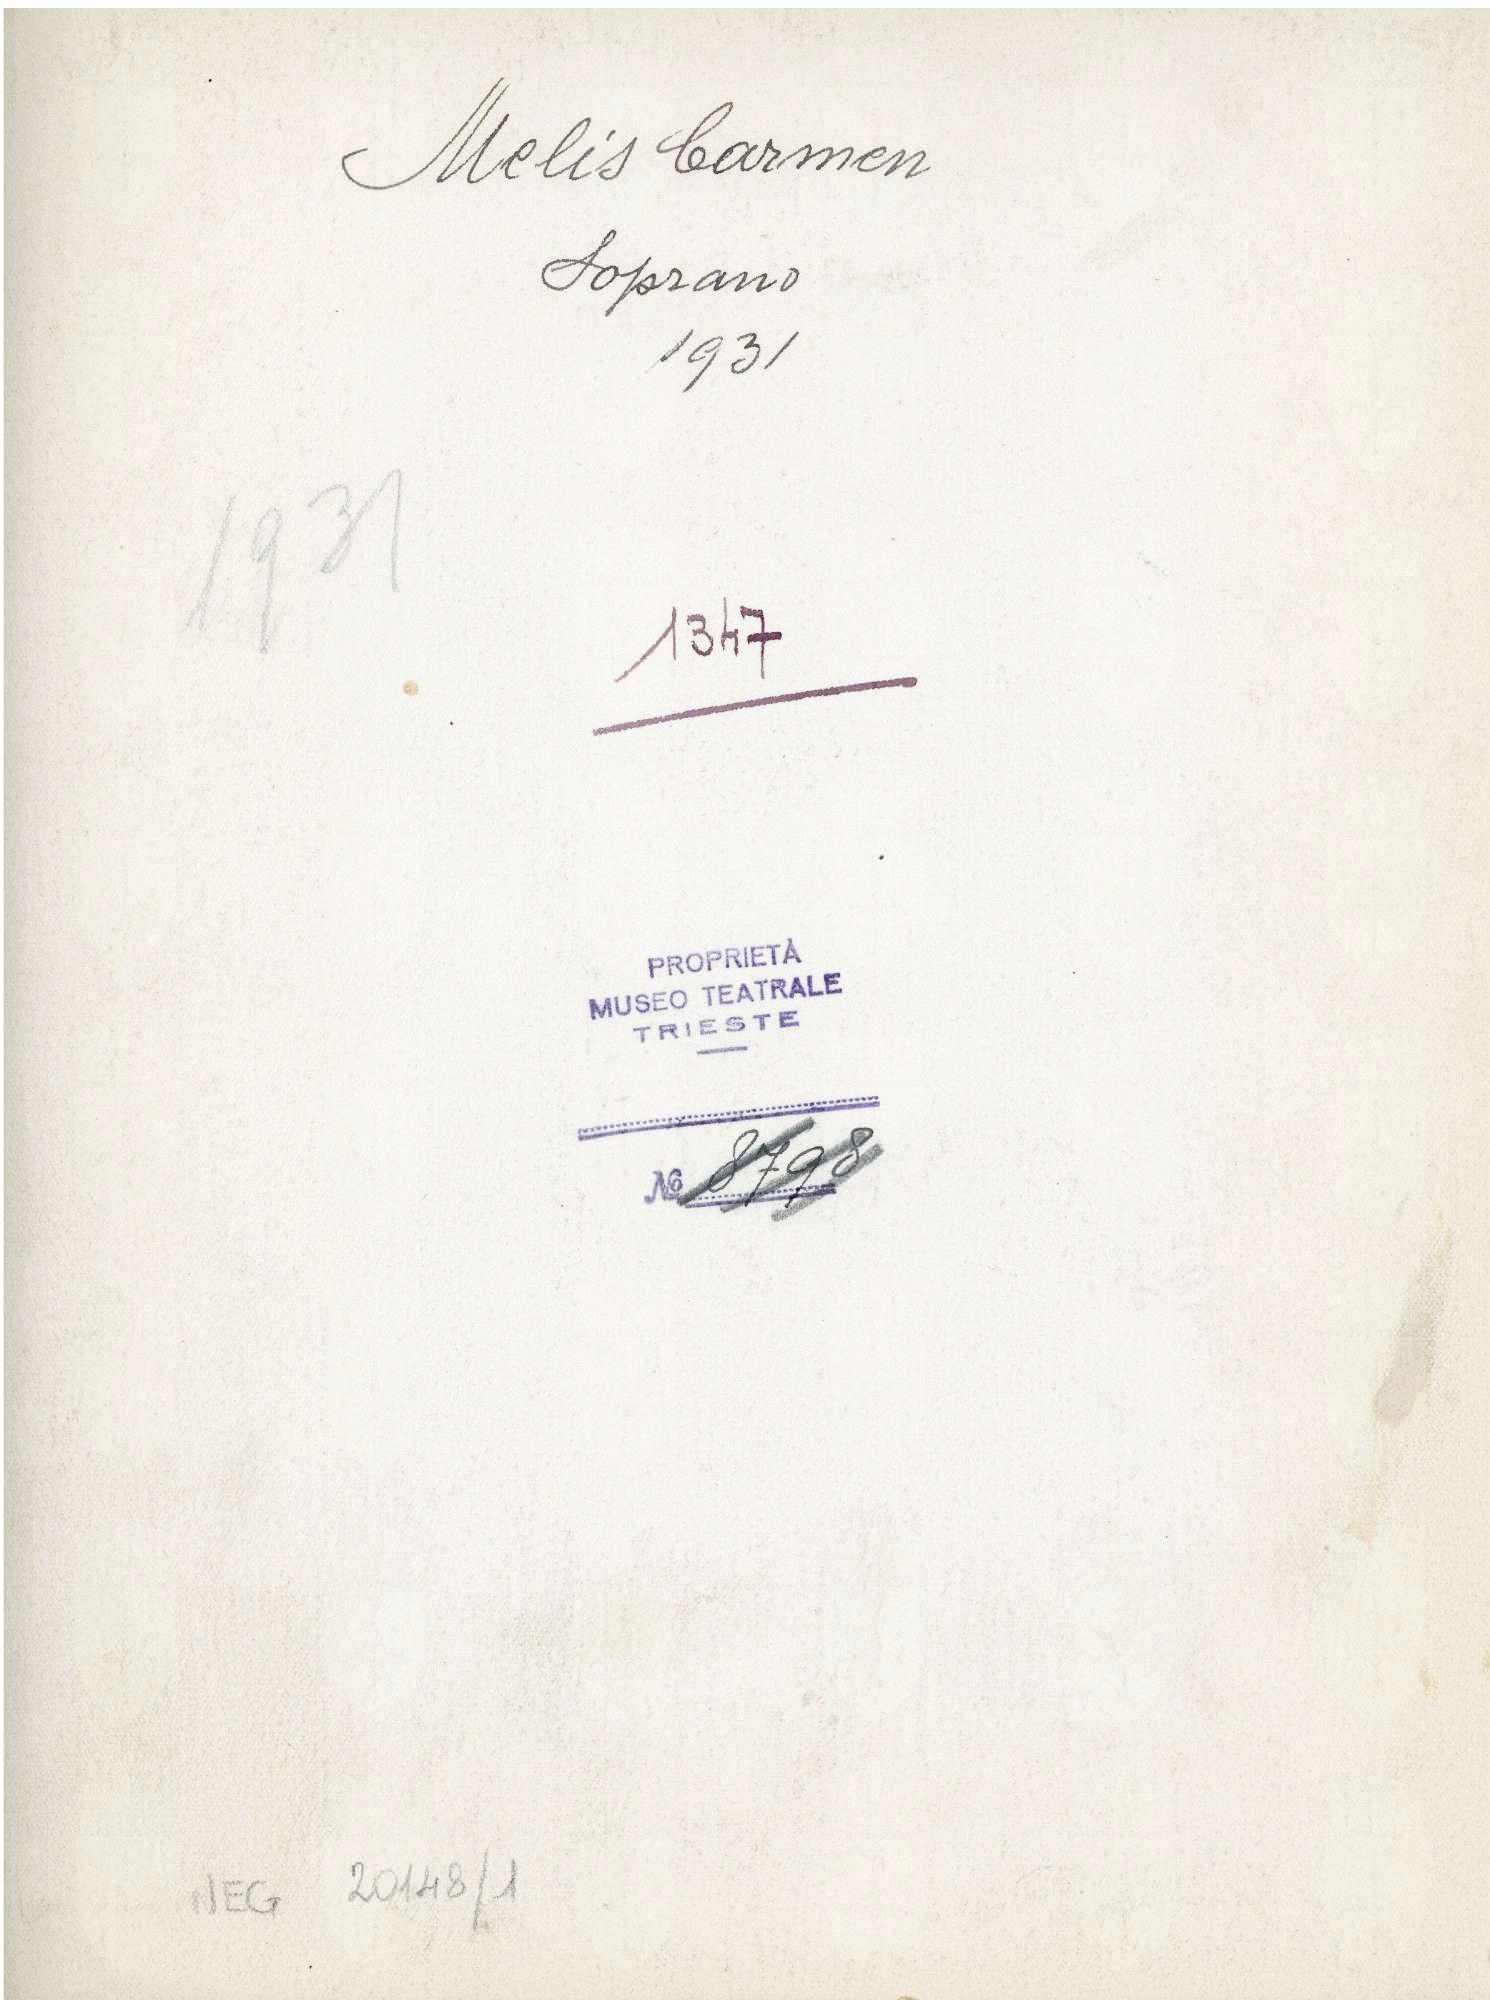 Melis Carmen
Soprano
1931
1931
1347
PROPRIETÀ
MUSEO TEATRALE
TRIESTE
№ 8798
NEG 20148/1